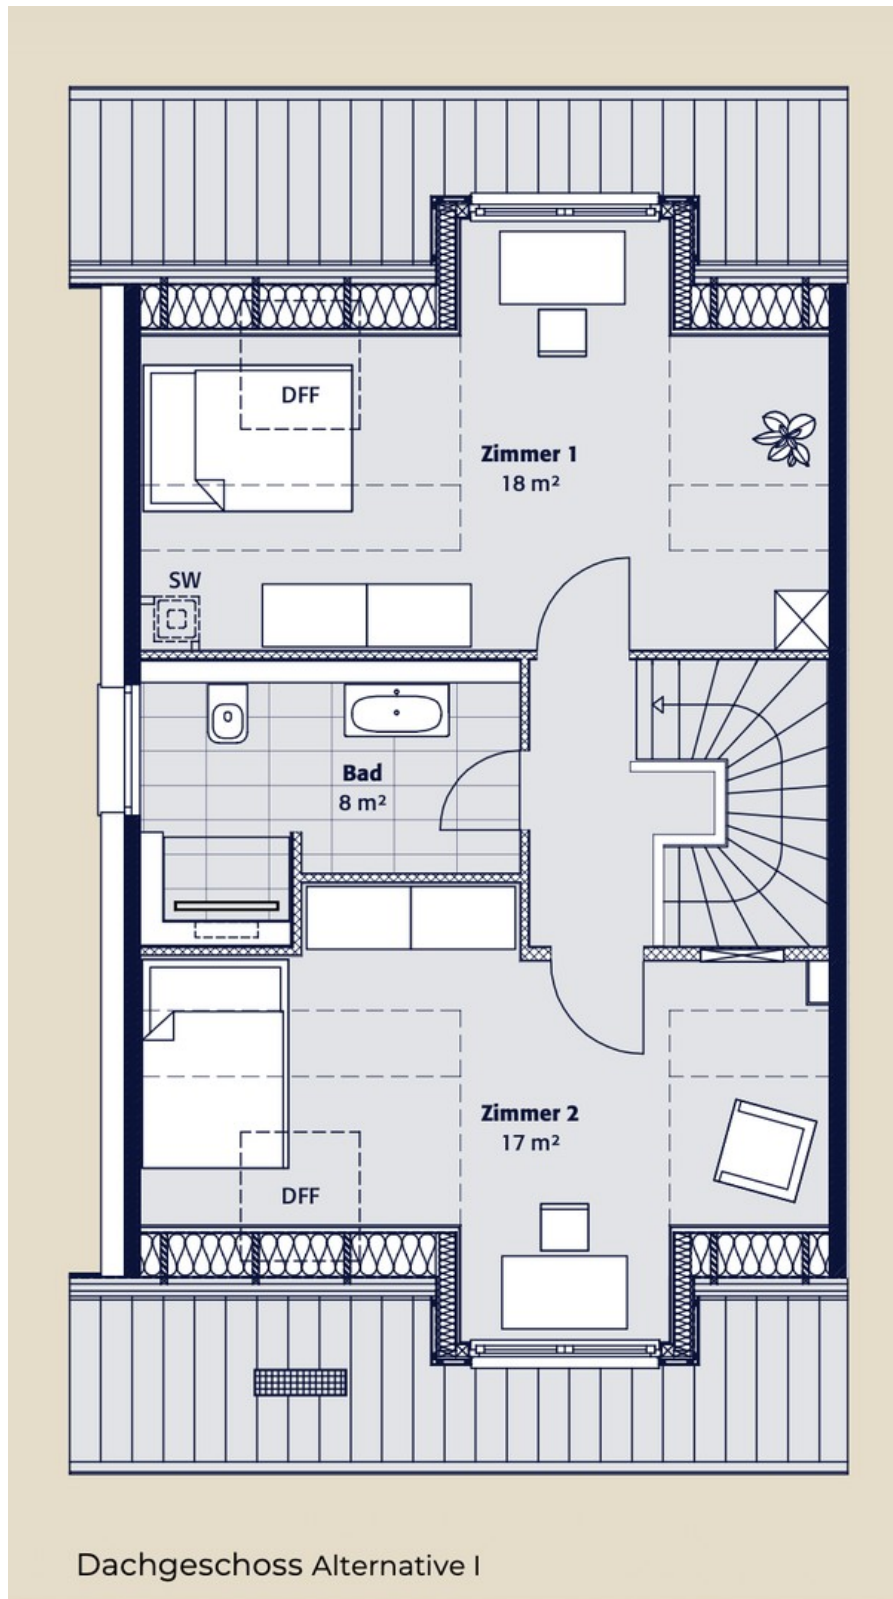 DFF
Zimmer 1
18 m²
SW
Bad
8 m²
Zimmer 2
17 m²
DFF
Dachgeschoss Alternative I